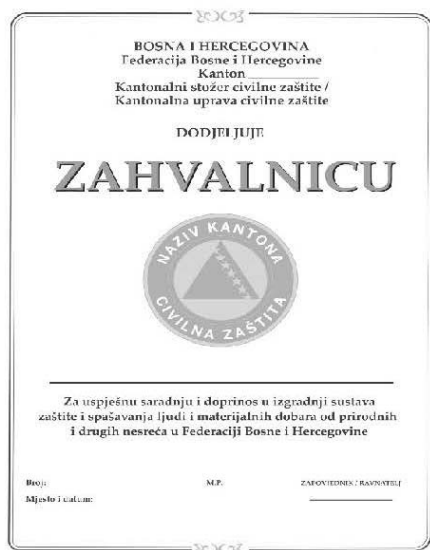 BOSNA I HERCEGOVINA
Federacija Bosne i Hercegovine
Kanton ____________
Kantonalni stožer civilne zaštite /
Kantonalna uprava civilne zaštite
DODJELJUJE
ZAHVALNICU
NAZIV KANTONA
CIVILNA ZAŠTITA
Za uspješnu saradnju i doprinos u izgradnji sustava
zaštite i spašavanja ljudi i materijalnih dobara od prirodnih
i drugih nesreća u Federaciji Bosne i Hercegovine
Broj: M.P. ZAPOVJEDNIK / RAVNATELJ
Mjesto i datum: